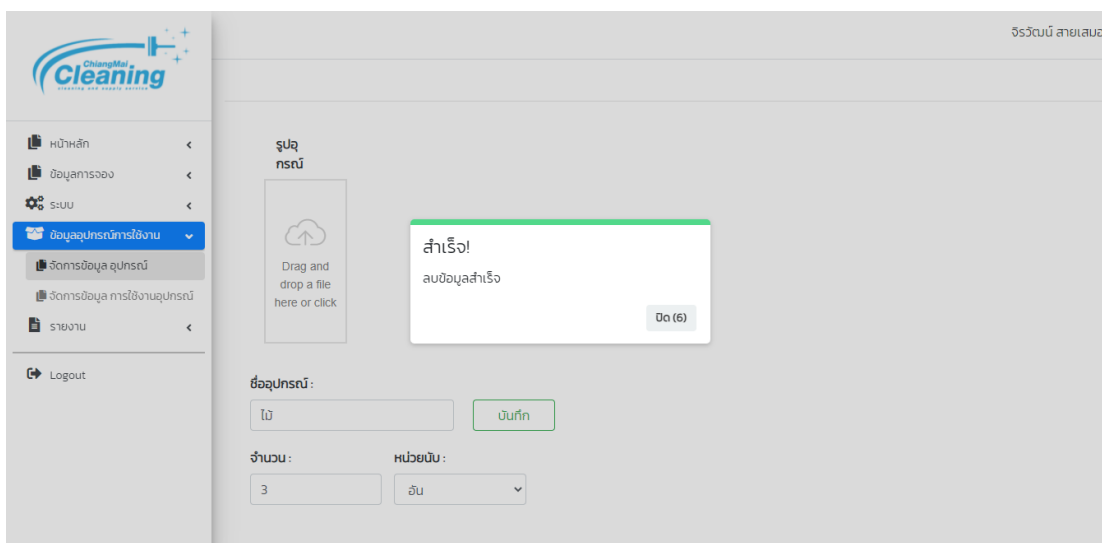 จิรวัฒน์ สายเสมอ
ChiangMai
Cleaning
cleaning and supply service
หน้าหลัก
ข้อมูลการจอง
ระบบ
ข้อมูลอุปกรณ์การใช้งาน
จัดการข้อมูล อุปกรณ์
จัดการข้อมูล การใช้งานอุปกรณ์
รายงาน
Logout
รูปอุ
กรณ์
Drag and
drop a file
here or click
สำเร็จ!
ลบข้อมูลสำเร็จ
ปิด (6)
ชื่ออุปกรณ์ :
ไม้
บันทึก
จำนวน :
หน่วยนับ :
3
อัน